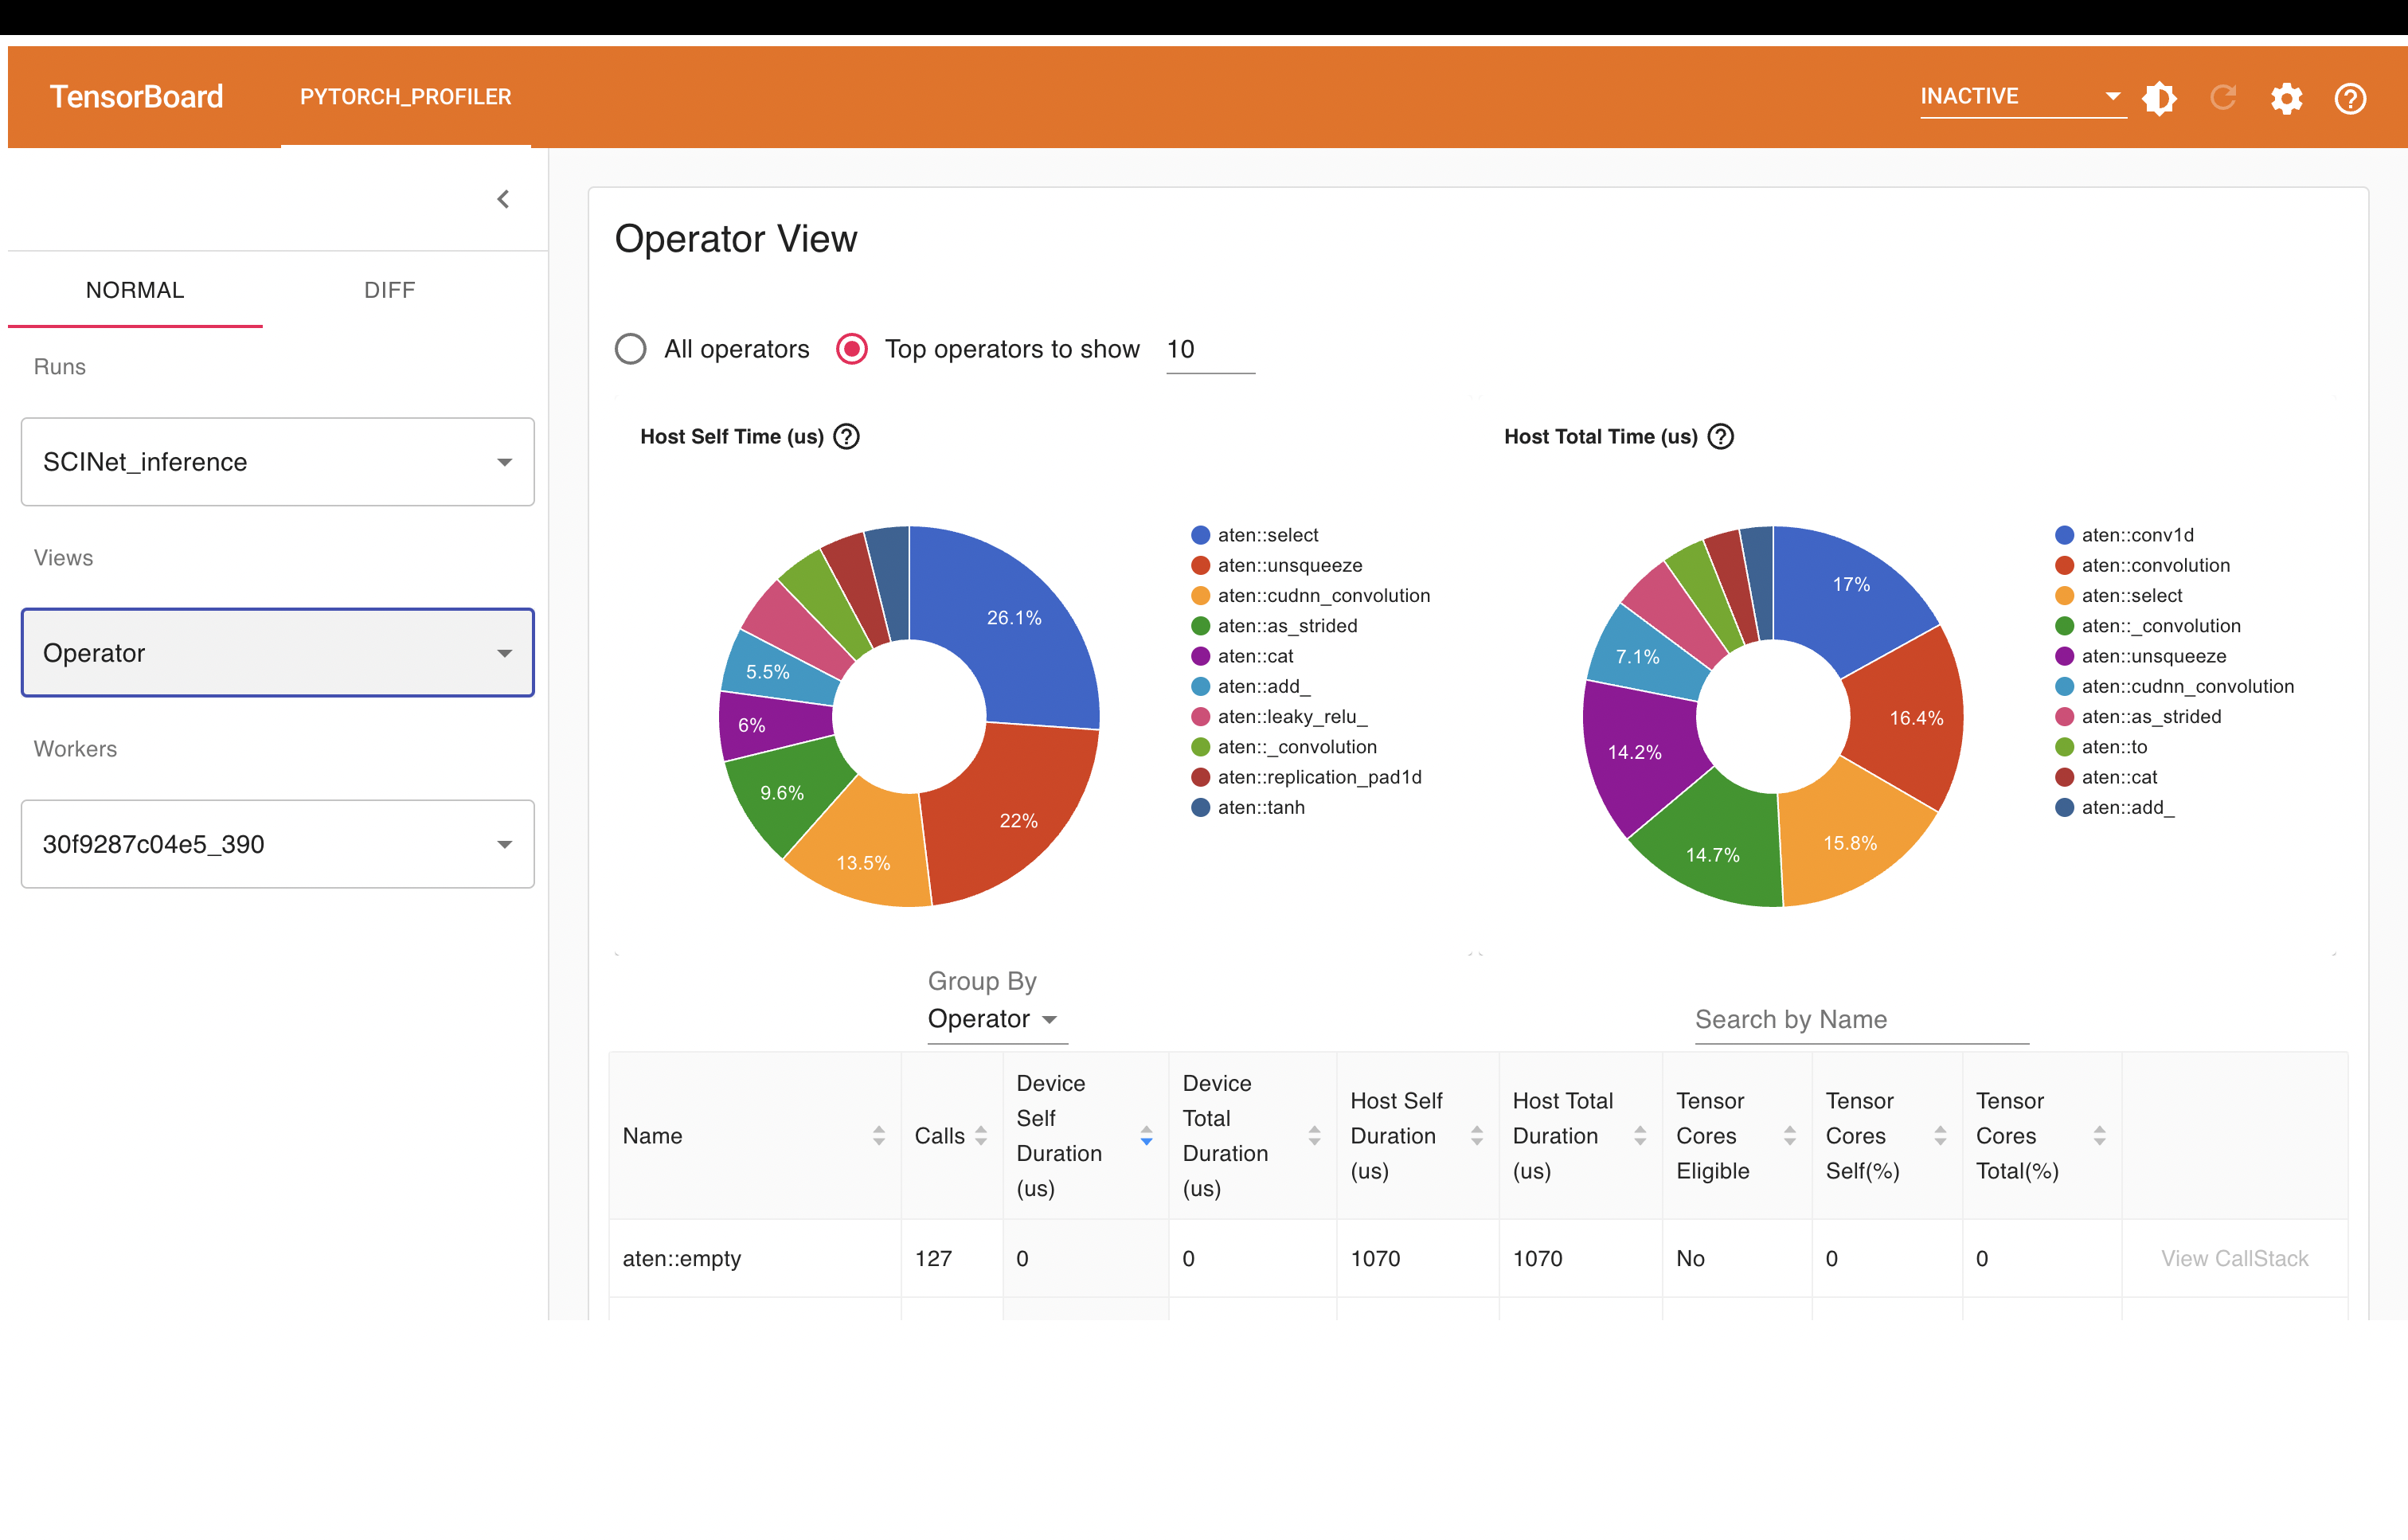 TensorBoard
PYTORCH_PROFILER
INACTIVE
NORMAL
DIFF
Runs
SCINet_inference
Views
Operator
Workers
30f9287c04e5_390
Operator View
All operators
Top operators to show
10
Host Self Time (us)
26.1%
22%
13.5%
9.6%
6%
5.5%
aten::select
aten::unsqueeze
aten::cudnn_convolution
aten::as_strided
aten::cat
aten::add_
aten::leaky_relu_
aten::_convolution
aten::replication_pad1d
aten::tanh
Host Total Time (us)
17%
16.4%
15.8%
14.7%
14.2%
7.1%
aten::conv1d
aten::convolution
aten::select
aten::_convolution
aten::unsqueeze
aten::cudnn_convolution
aten::as_strided
aten::to
aten::cat
aten::add_
Group By
Operator
Search by Name
Name
Calls
Device
Self
Duration
(us)
Device
Total
Duration
(us)
Host Self
Duration
(us)
Host Total
Duration
(us)
Tensor
Cores
Eligible
Tensor
Cores
Self(%)
Tensor
Cores
Total(%)
aten::empty
127
0
0
1070
1070
No
0
0
View CallStack